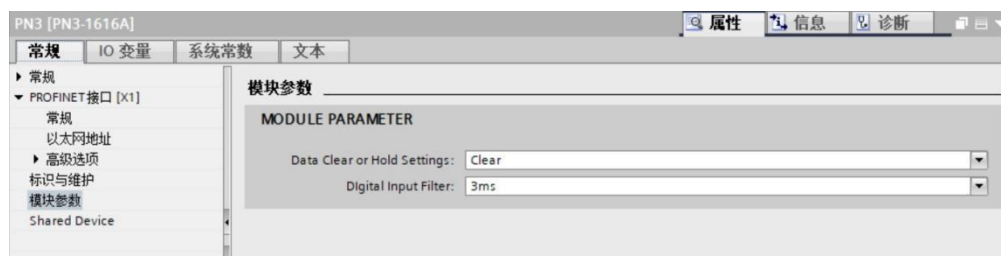 PN3 [PN3-1616A]
属性 信息 诊断
常规 IO 变量 系统常数 文本
常规
PROFINET接口 [X1]
常规
以太网地址
高级选项
标识与维护
模块参数
Shared Device
模块参数
MODULE PARAMETER
Data Clear or Hold Settings: Clear
DIgital Input Filter: 3ms